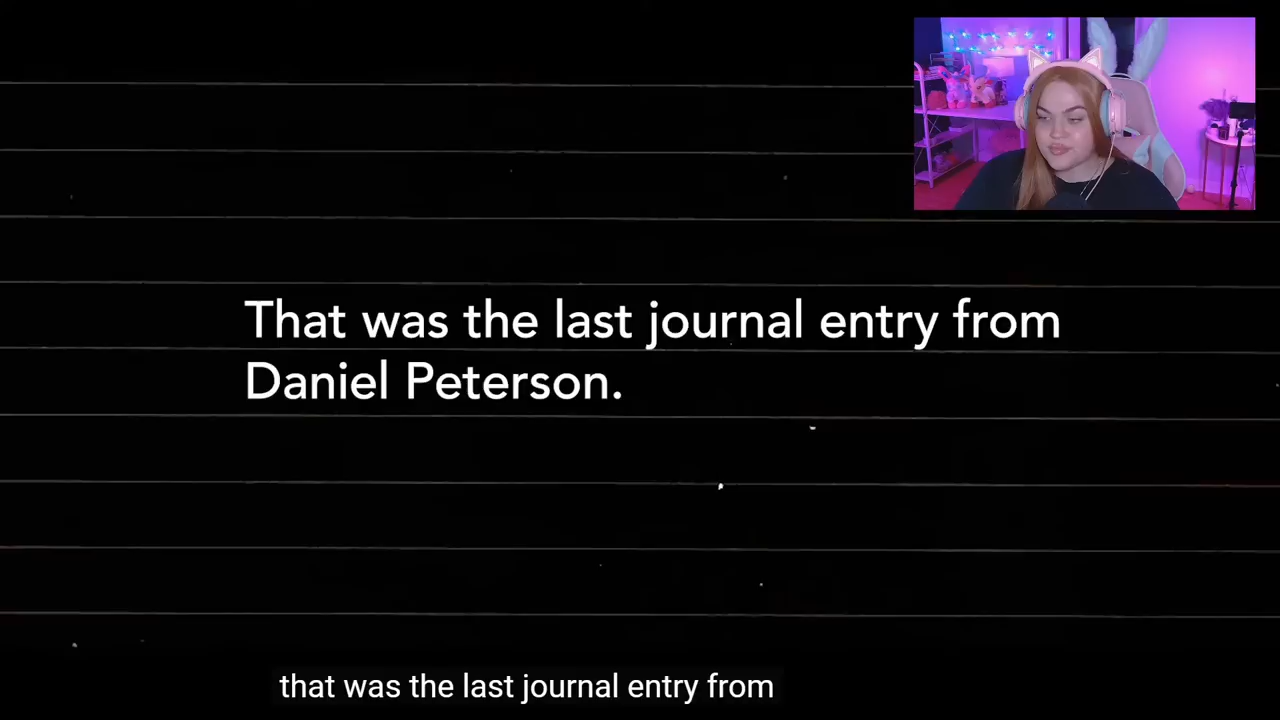 That was the last journal entry from
Daniel Peterson.
that was the last journal entry from